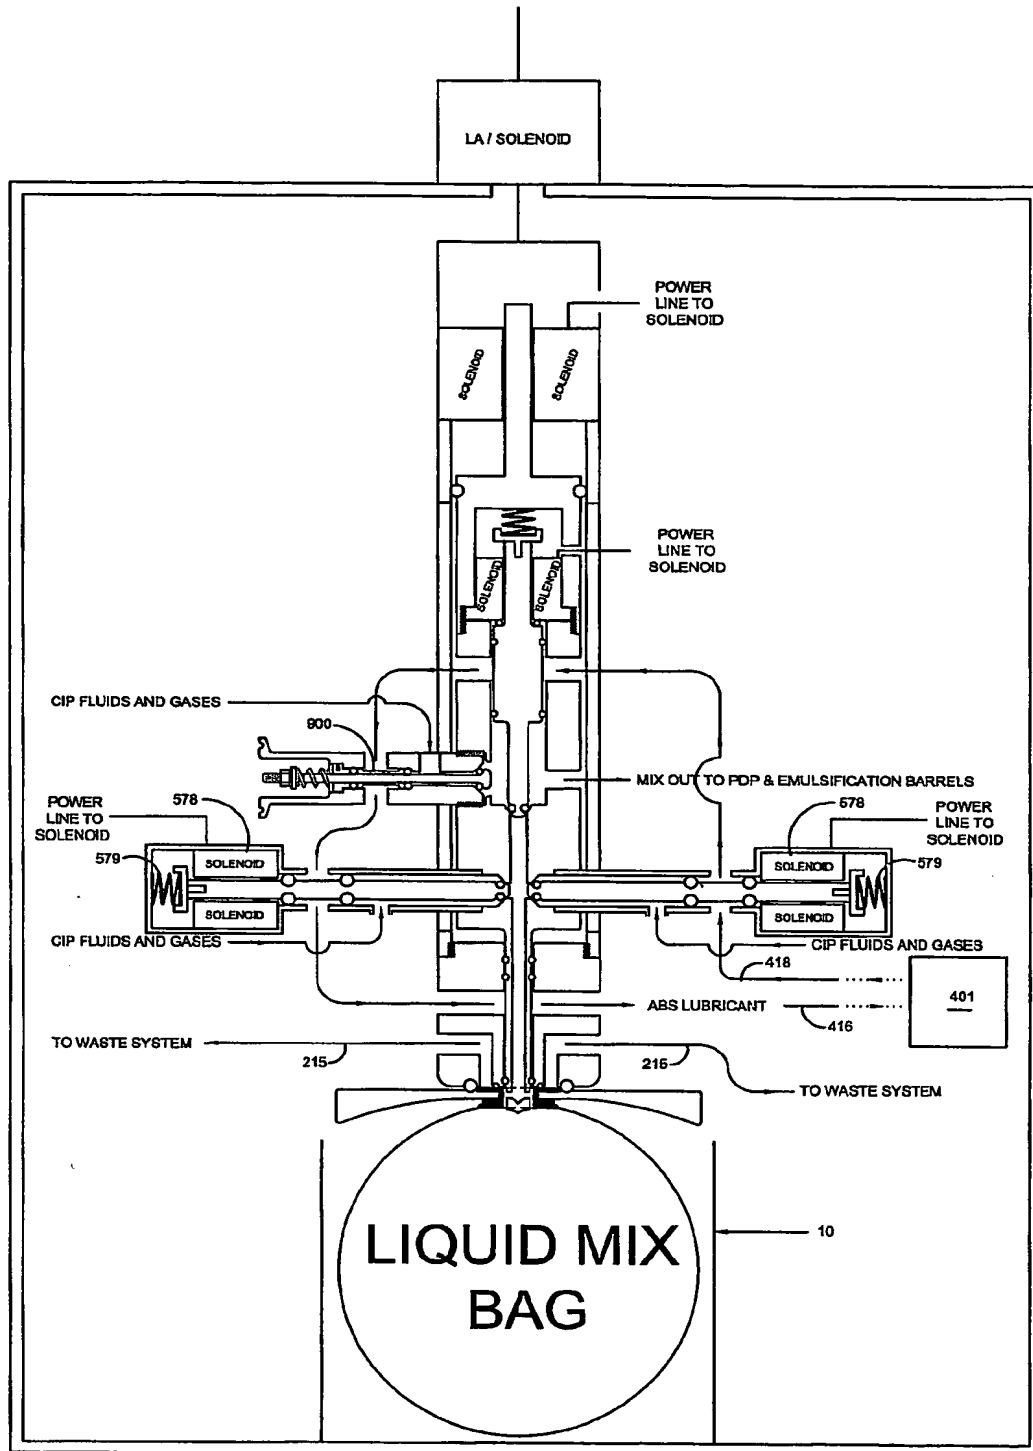 LA / SOLENOID
POWER
LINE TO
SOLENOID
SOLENOID
SOLENOID
POWER
LINE TO
SOLENOID
SOLENOID
SOLENOID
CIP FLUIDS AND GASES
900
MIX OUT TO PDP & EMULSIFICATION BARRELS
578
POWER
LINE TO
SOLENOID
579
SOLENOID
SOLENOID
578
POWER
LINE TO
SOLENOID
579
SOLENOID
SOLENOID
CIP FLUIDS AND GASES
CIP FLUIDS AND GASES
418
401
ABS LUBRICANT
416
TO WASTE SYSTEM
215
215
TO WASTE SYSTEM
10
LIQUID MIX
BAG